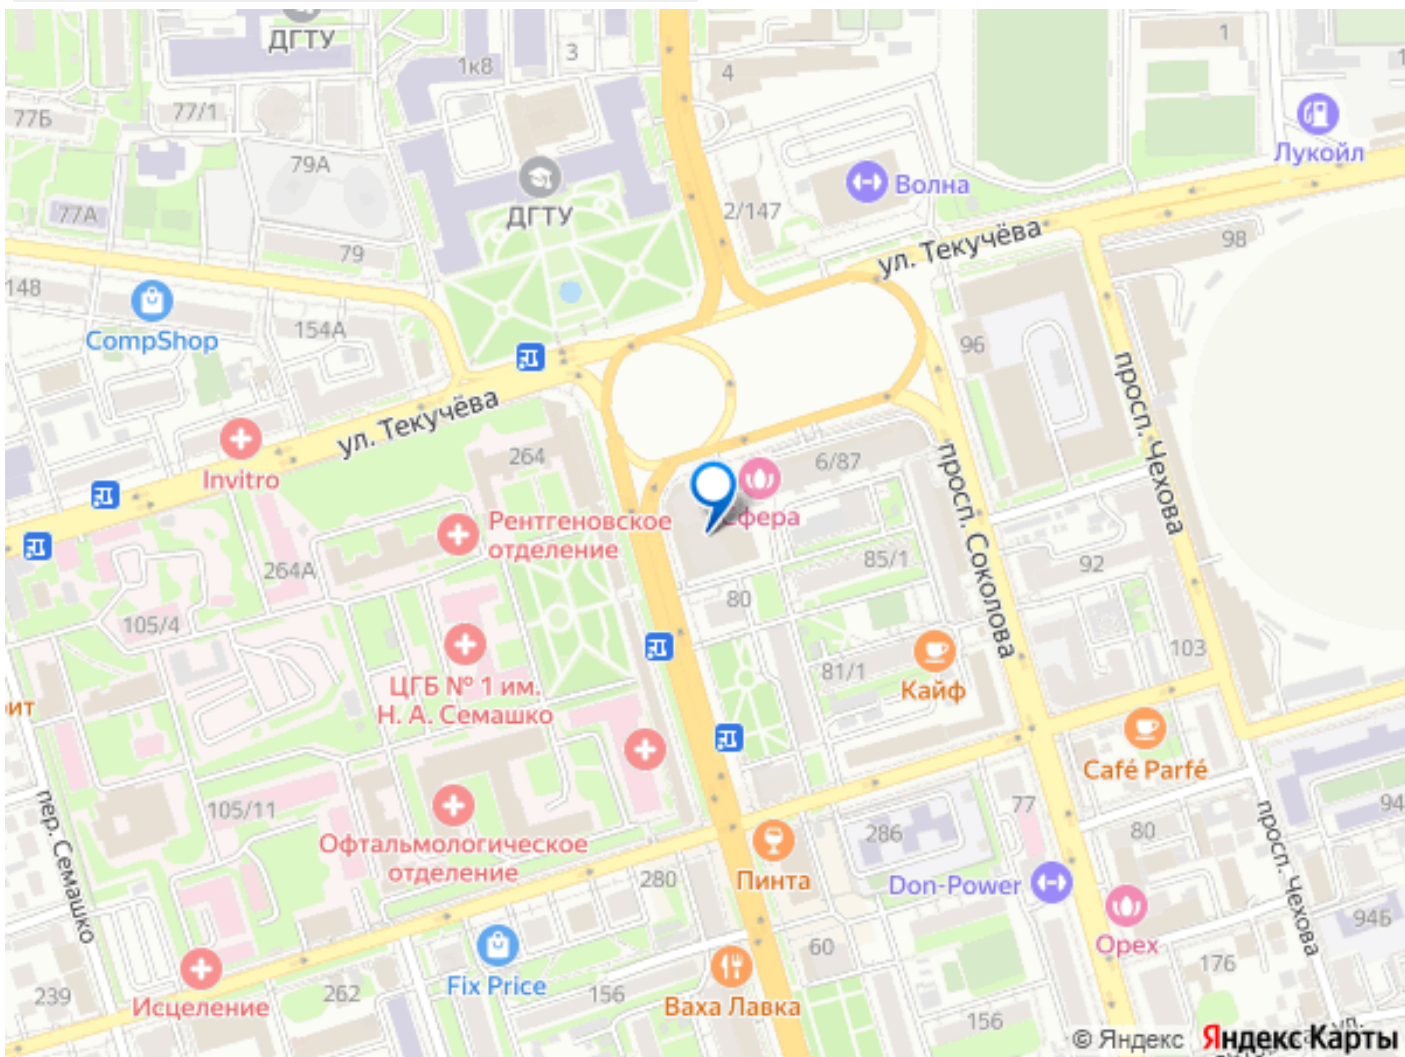 ДГТУ
1к8
3
4
1
77Б
77/1
Лукойл
79А
ДГТУ
Волна
77А
2/147
79
ул. Текучёва
98
148
CompShop
154А
96
просп. Чехова
ул. Текучёва
Invitro
264
6/87
Сфера
просп. Соколова
Рентгеновское
отделение
264А
85/1
92
105/4
80
103
81/1
Кайф
ЦГБ № 1 им.
Н. А. Семашко
Café Parfé
пер. Семашко
105/11
77
94
80
286
просп. Чехова
Офтальмологическое
отделение
280
Пинта
Don-Power
94Б
Орех
60
176
Исцеление
239
262
Fix Price
156
Ваха Лавка
156
© Яндекс Яндекс Карты